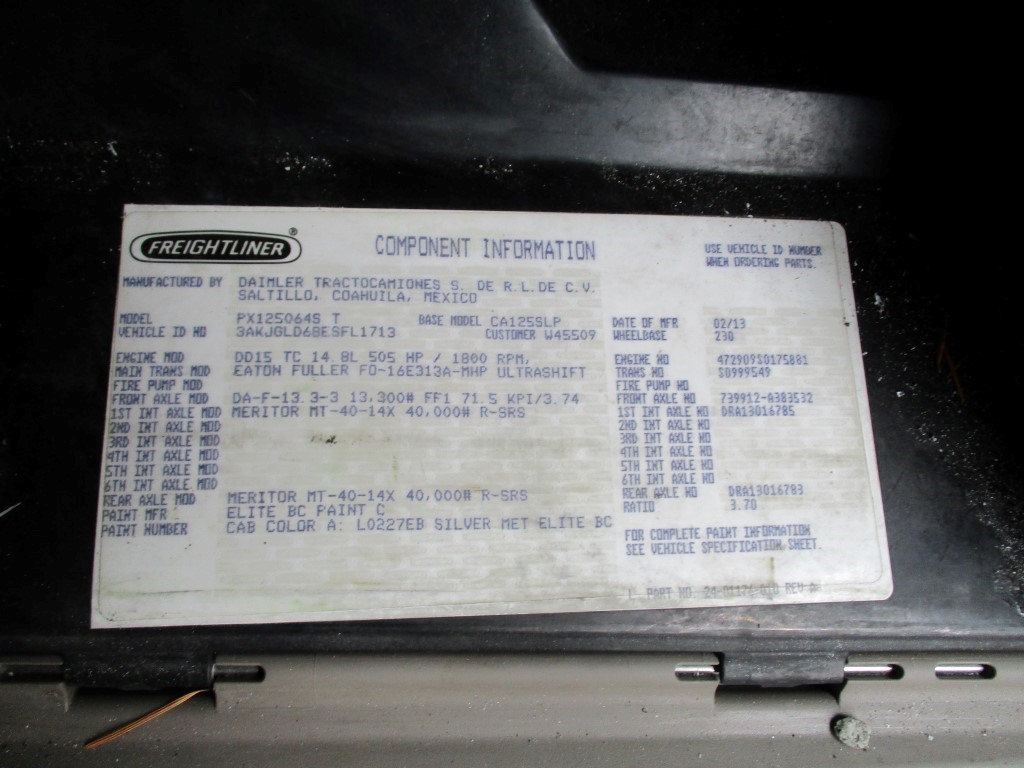 FREIGHTLINER®
COMPONENT INFORMATION
USE VEHICLE ID NUMBER
WHEN ORDERING PARTS.
MANUFACTURED BY DAIMLER TRACTOCAMIONES S. DE R.L.DE C.V.
SALTILLO, COAHUILA, MEXICO
MODEL PX125064S T BASE MODEL CA125SLP DATE OF MFR 02/13
VEHICLE ID NO 3AKJGLD68ESFL1713 CUSTOMER W45509 WHEELBASE 230
ENGINE MOD DD15 TC 14.8L 505 HP / 1800 RPM, ENGINE NO 472909S0175881
MAIN TRANS MOD EATON FULLER FO-16E313A-MHP ULTRASHIFT TRANS NO S0999549
FIRE PUMP MOD FIRE PUMP NO
FRONT AXLE MOD DA-F-13.3-3 13,300# FF1 71.5 KPI/3.74 FRONT AXLE NO 739912-A383532
1ST INT AXLE MOD MERITOR MT-40-14X 40,000# R-SRS 1ST INT AXLE NO DRA13016785
2ND INT AXLE MOD 2ND INT AXLE NO
3RD INT AXLE MOD 3RD INT AXLE NO
4TH INT AXLE MOD 4TH INT AXLE NO
5TH INT AXLE MOD 5TH INT AXLE NO
6TH INT AXLE MOD 6TH INT AXLE NO
REAR AXLE MOD MERITOR MT-40-14X 40,000# R-SRS REAR AXLE NO DRA13016783
PAINT MFR ELITE BC PAINT C RATIO 3.70
PAINT NUMBER CAB COLOR A: L0227EB SILVER MET ELITE BC
FOR COMPLETE PAINT INFORMATION
SEE VEHICLE SPECIFICATION SHEET.
PART NO. 24-01176-010 REV A